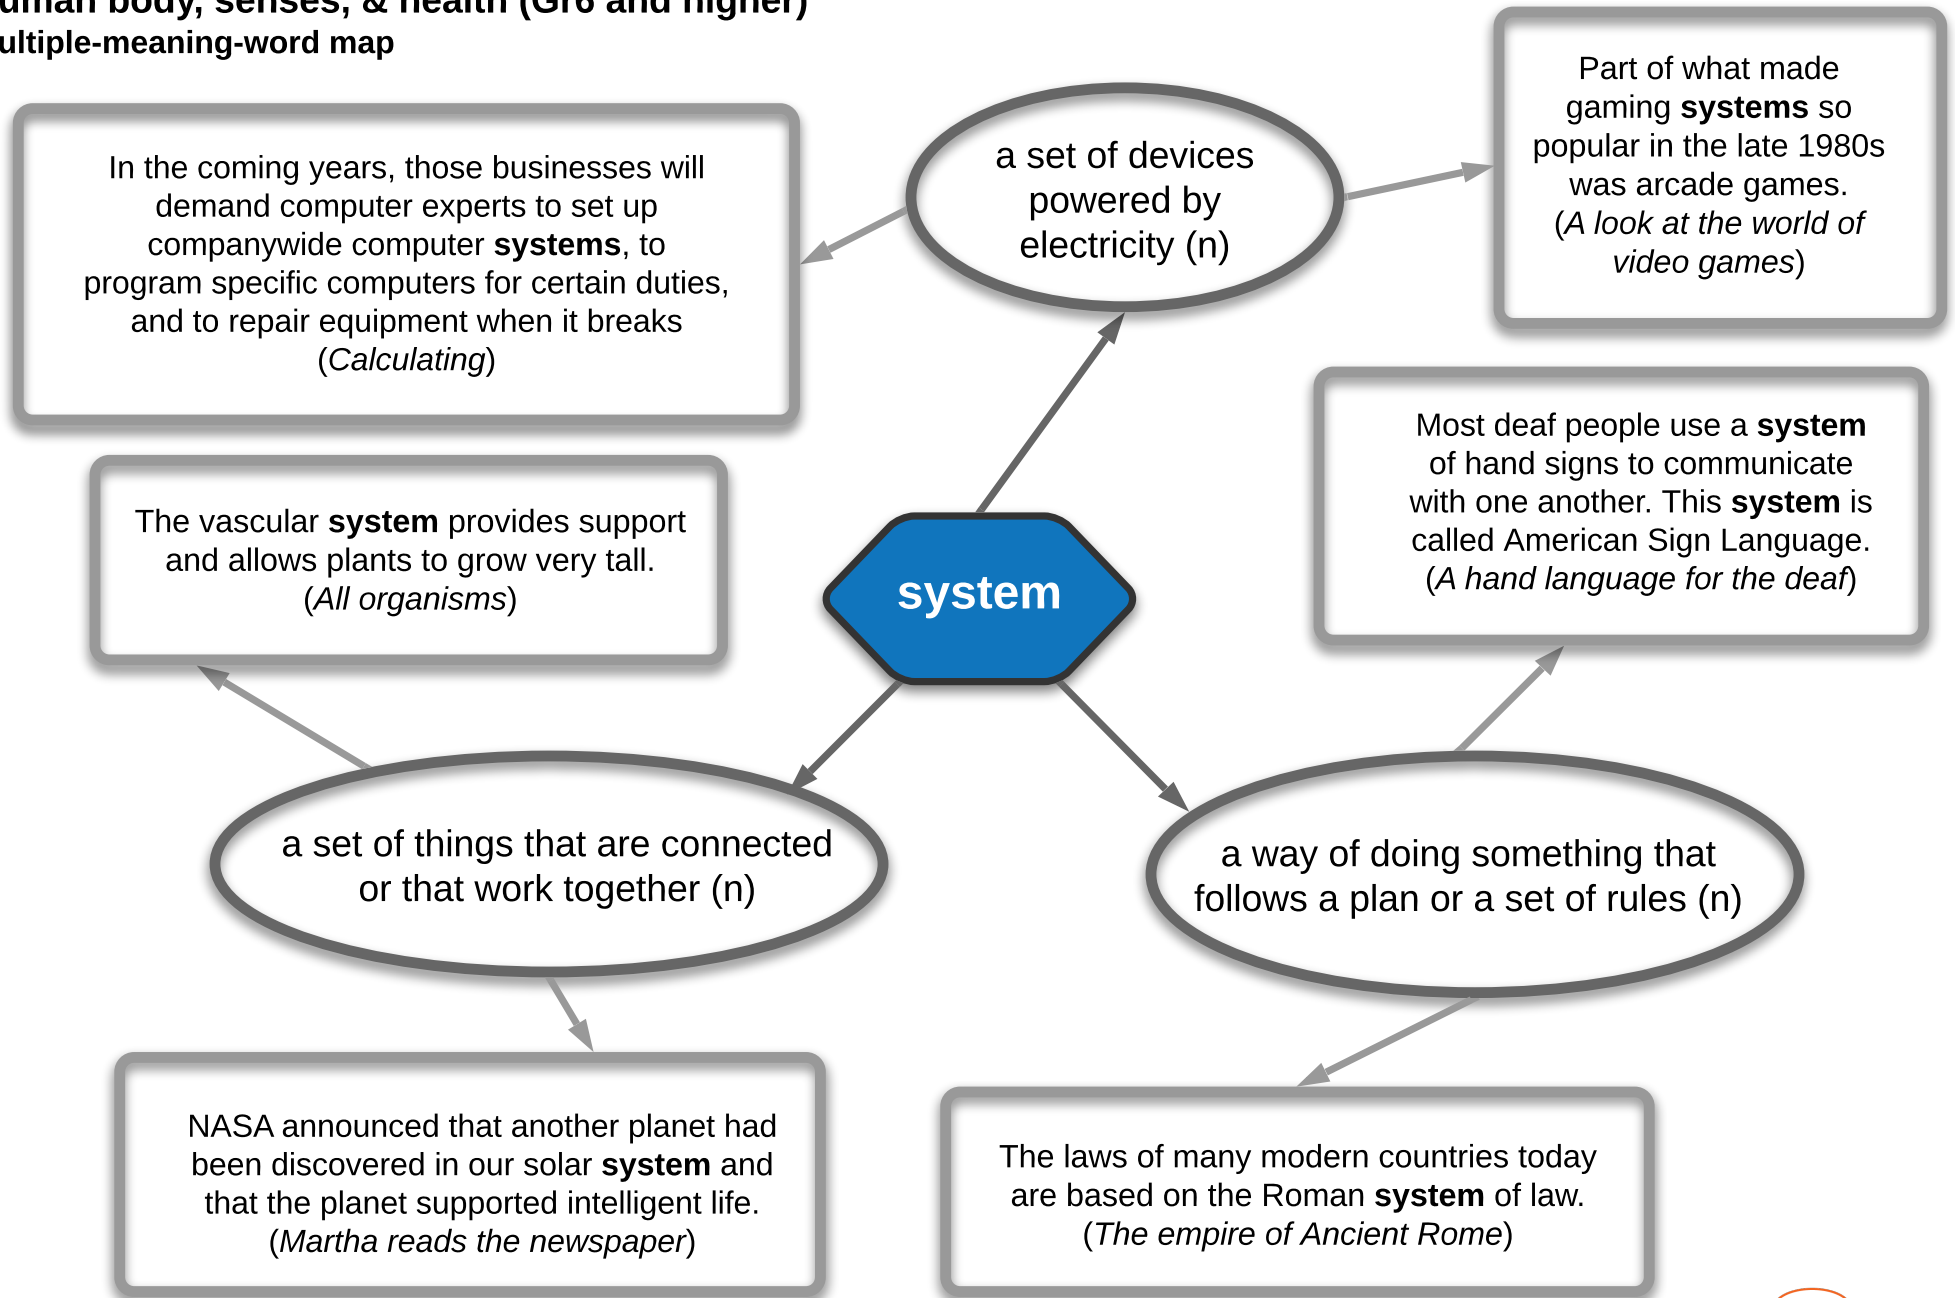 uman body, senses, & health (Gr6 and higher)
ultiple-meaning-word map
In the coming years, those businesses will
demand computer experts to set up
companywide computer systems, to
program specific computers for certain duties,
and to repair equipment when it breaks
(Calculating)
a set of devices
powered by
electricity (n)
Part of what made
gaming systems so
popular in the late 1980s
was arcade games.
(A look at the world of
video games)
The vascular system provides support
and allows plants to grow very tall.
(All organisms)
system
Most deaf people use a system
of hand signs to communicate
with one another. This system is
called American Sign Language.
(A hand language for the deaf)
a set of things that are connected
or that work together (n)
a way of doing something that
follows a plan or a set of rules (n)
NASA announced that another planet had
been discovered in our solar system and
that the planet supported intelligent life.
(Martha reads the newspaper)
The laws of many modern countries today
are based on the Roman system of law.
(The empire of Ancient Rome)